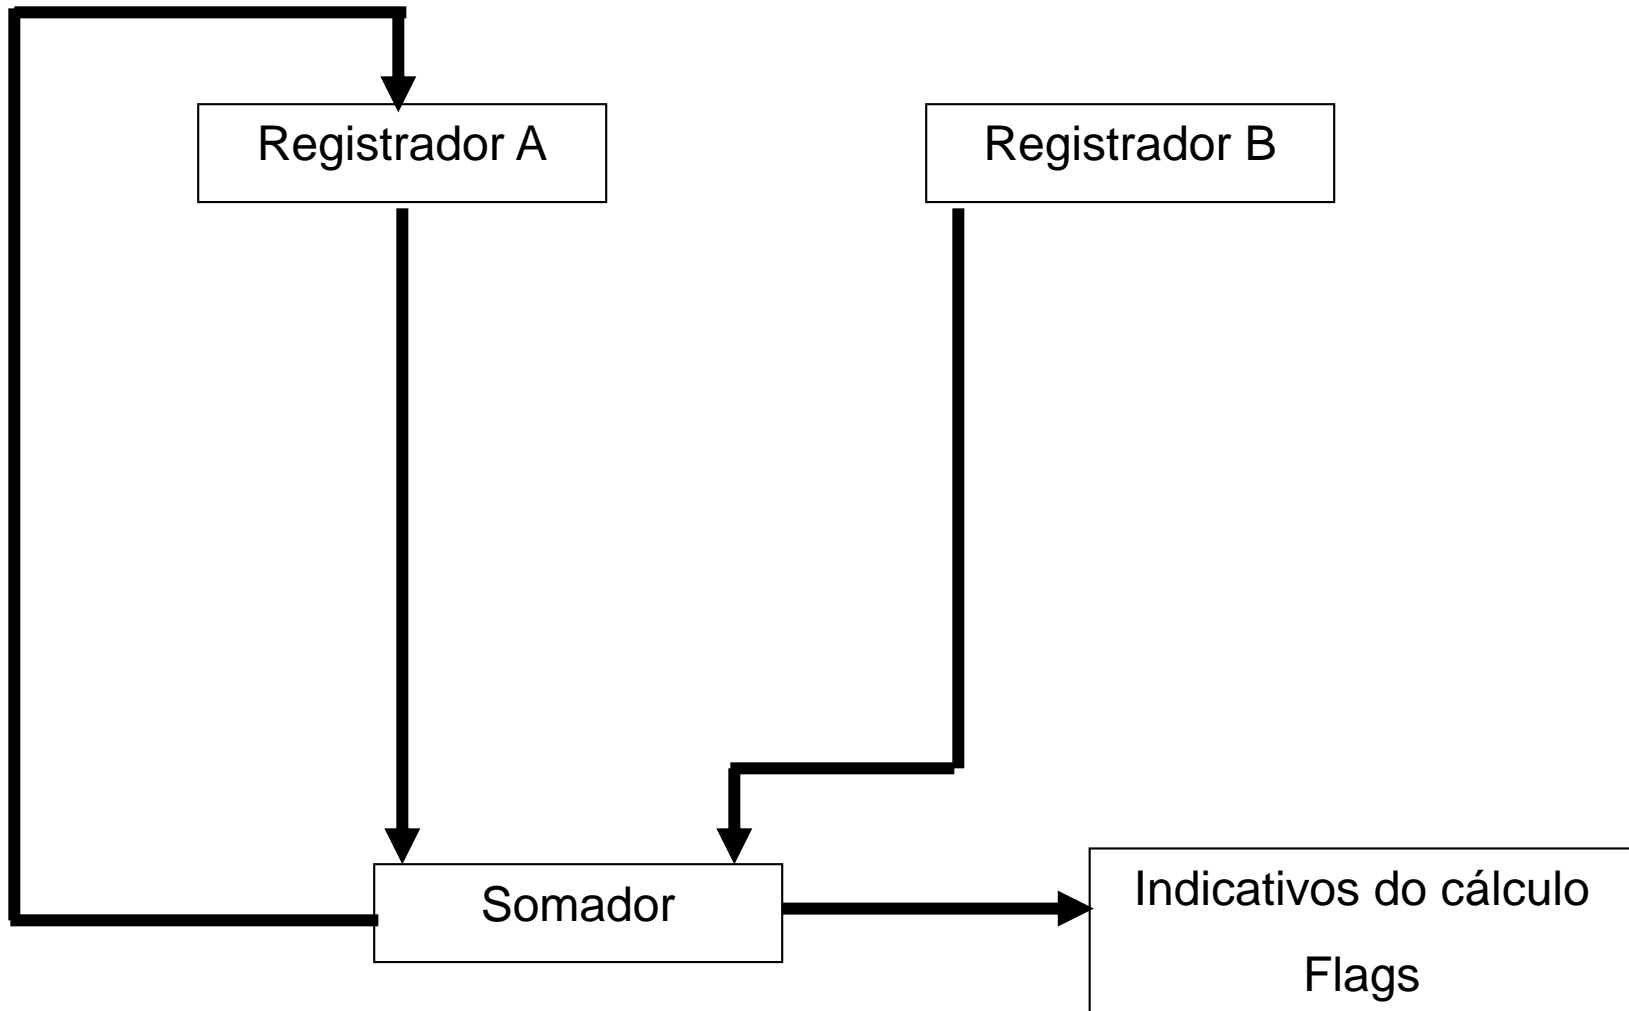 Registrador A
Registrador B
Somador
Indicativos do cálculo
Flags